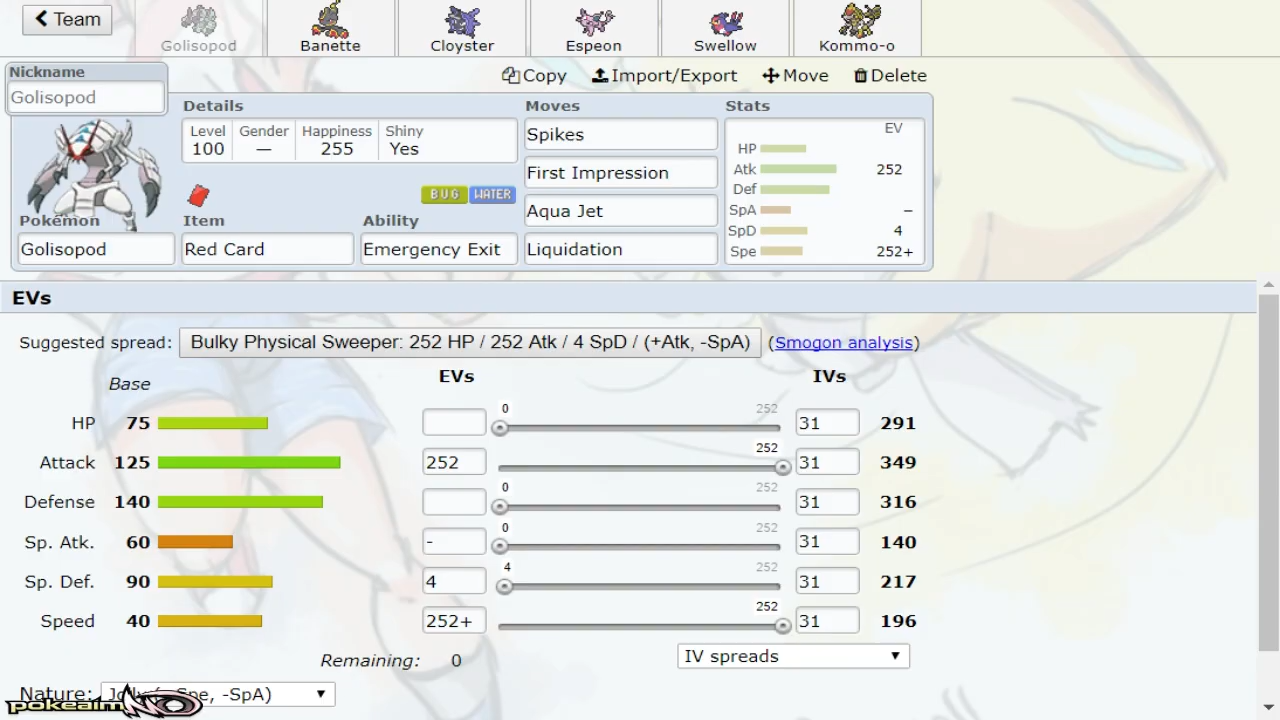 Team
Golisopod
Banette
Cloyster
Espeon
Swellow
Kommo-o
Copy
Import/Export
Move
Delete
Nickname
Golisopod
Details
Level
100
Gender
—
Happiness
255
Shiny
Yes
BUG
WATER
Pokémon
Golisopod
Item
Red Card
Ability
Emergency Exit
Moves
Spikes
First Impression
Aqua Jet
Liquidation
Stats
EV
HP
Atk 252
Def
SpA –
SpD 4
Spe 252+
EVs
Suggested spread: Bulky Physical Sweeper: 252 HP / 252 Atk / 4 SpD / (+Atk, -SpA) (Smogon analysis)
Base EVs IVs
HP 75 0 252 31 291
Attack 125 252 252 31 349
Defense 140 0 252 31 316
Sp. Atk. 60 - 0 252 31 140
Sp. Def. 90 4 4 252 31 217
Speed 40 252+ 252 31 196
Remaining: 0
IV spreads
Nature: Spe, -SpA)
pokeaimNO